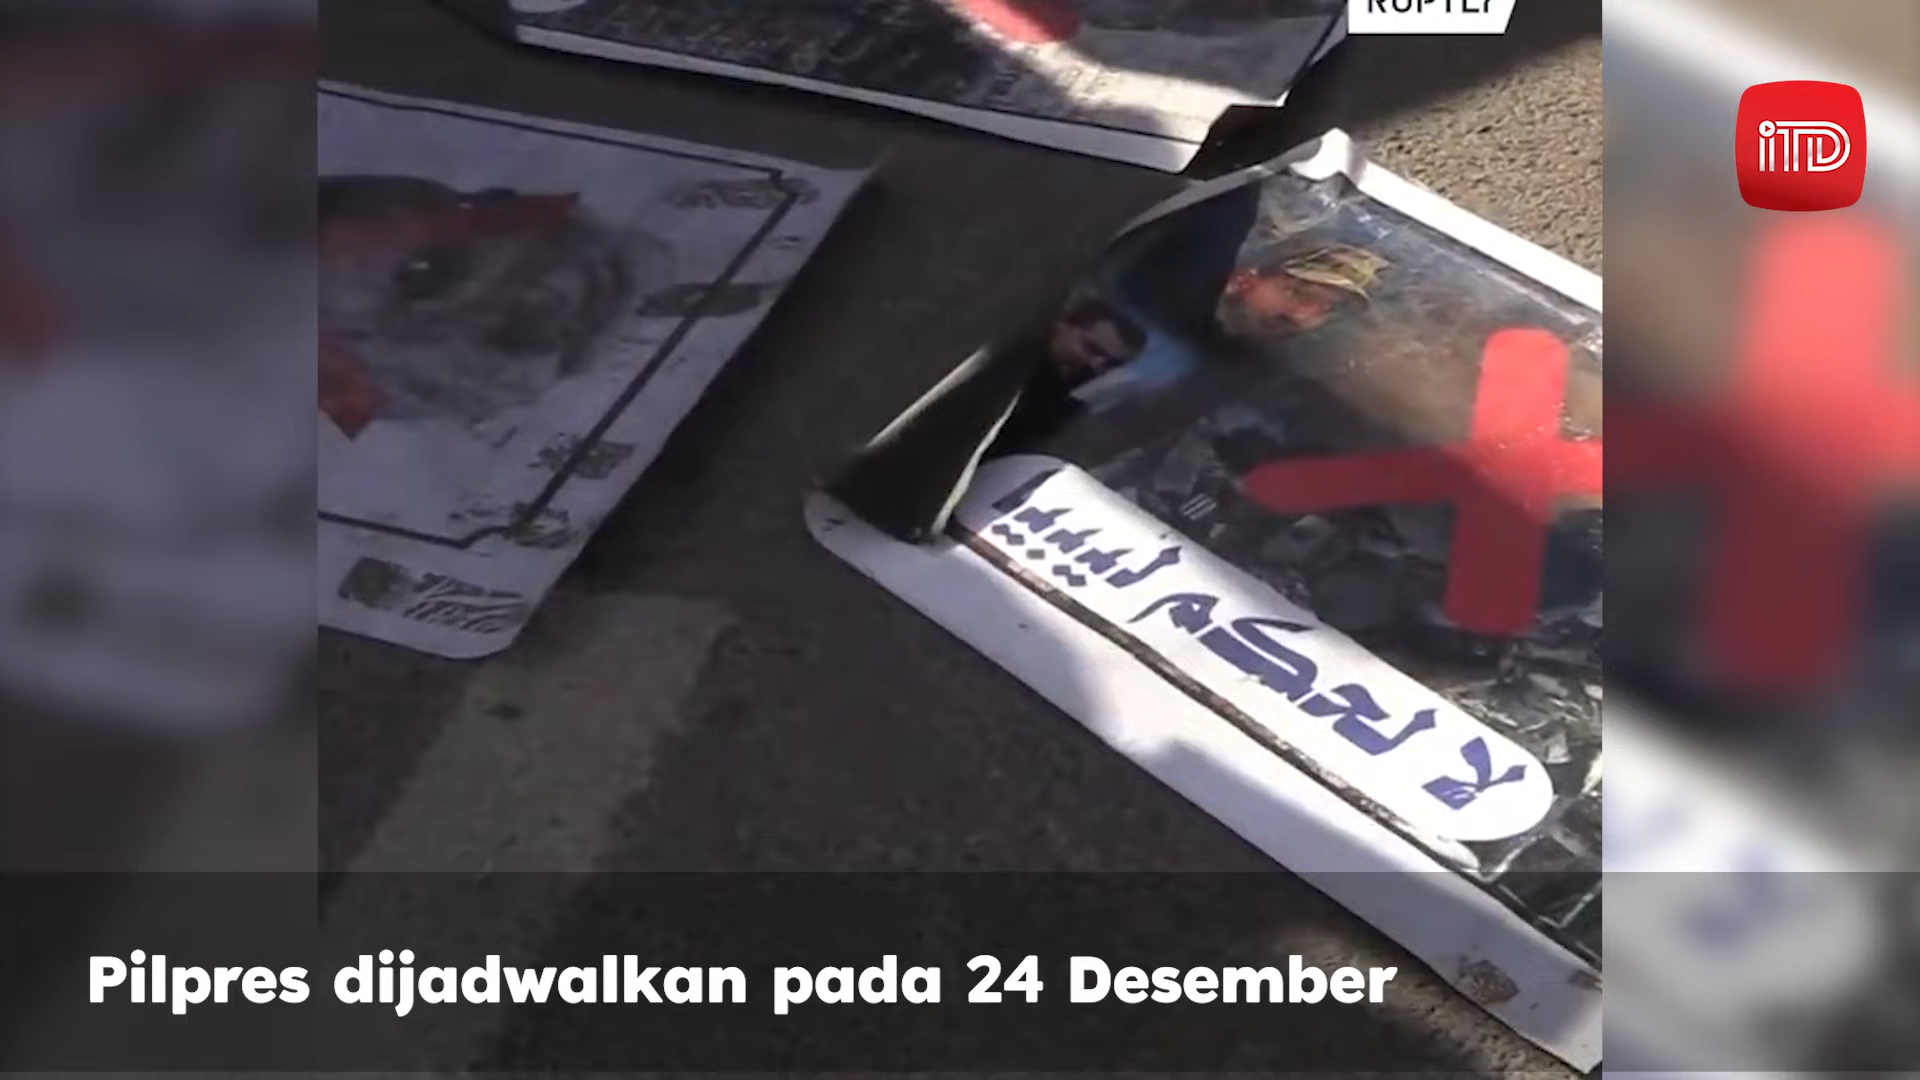 RUPTLY
iTD
لا لحكم ليبيا
Pilpres dijadwalkan pada 24 Desember